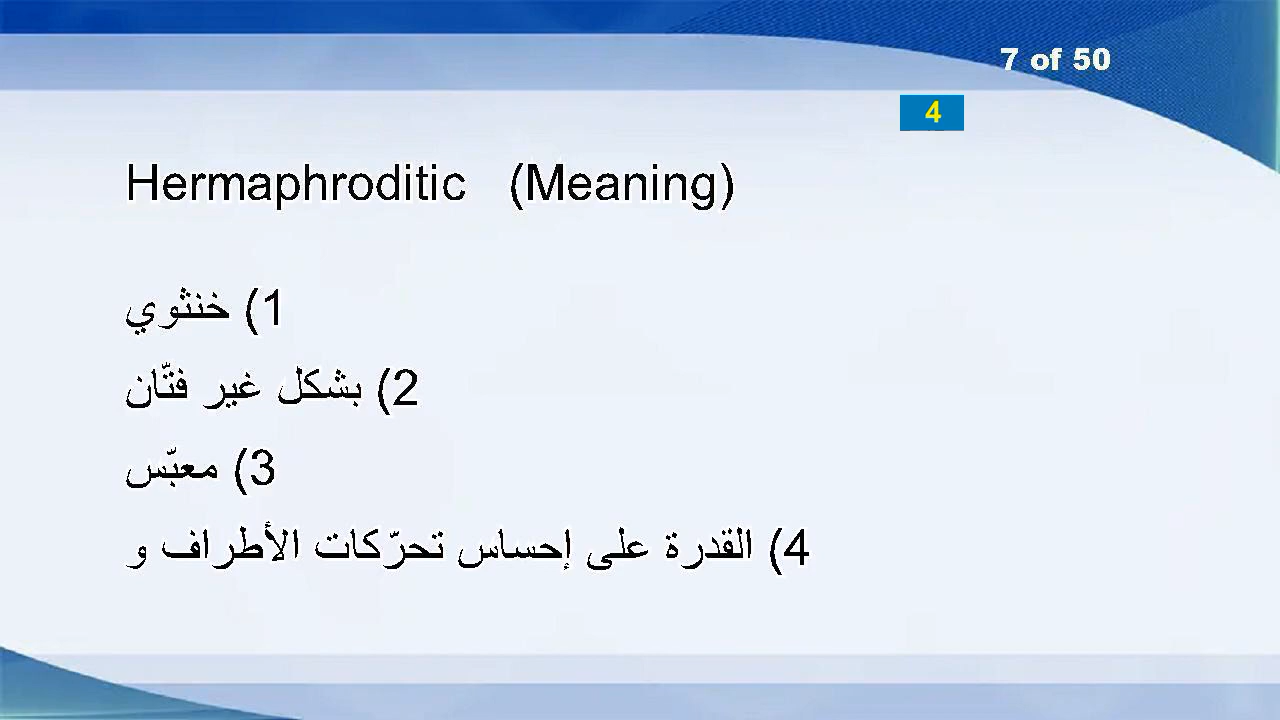 7 of 50
4
Hermaphroditic (Meaning)
1) خنثوي
2) بشكل غير فتّان
3) معبّس
4) القدرة على إحساس تحرّكات الأطراف و